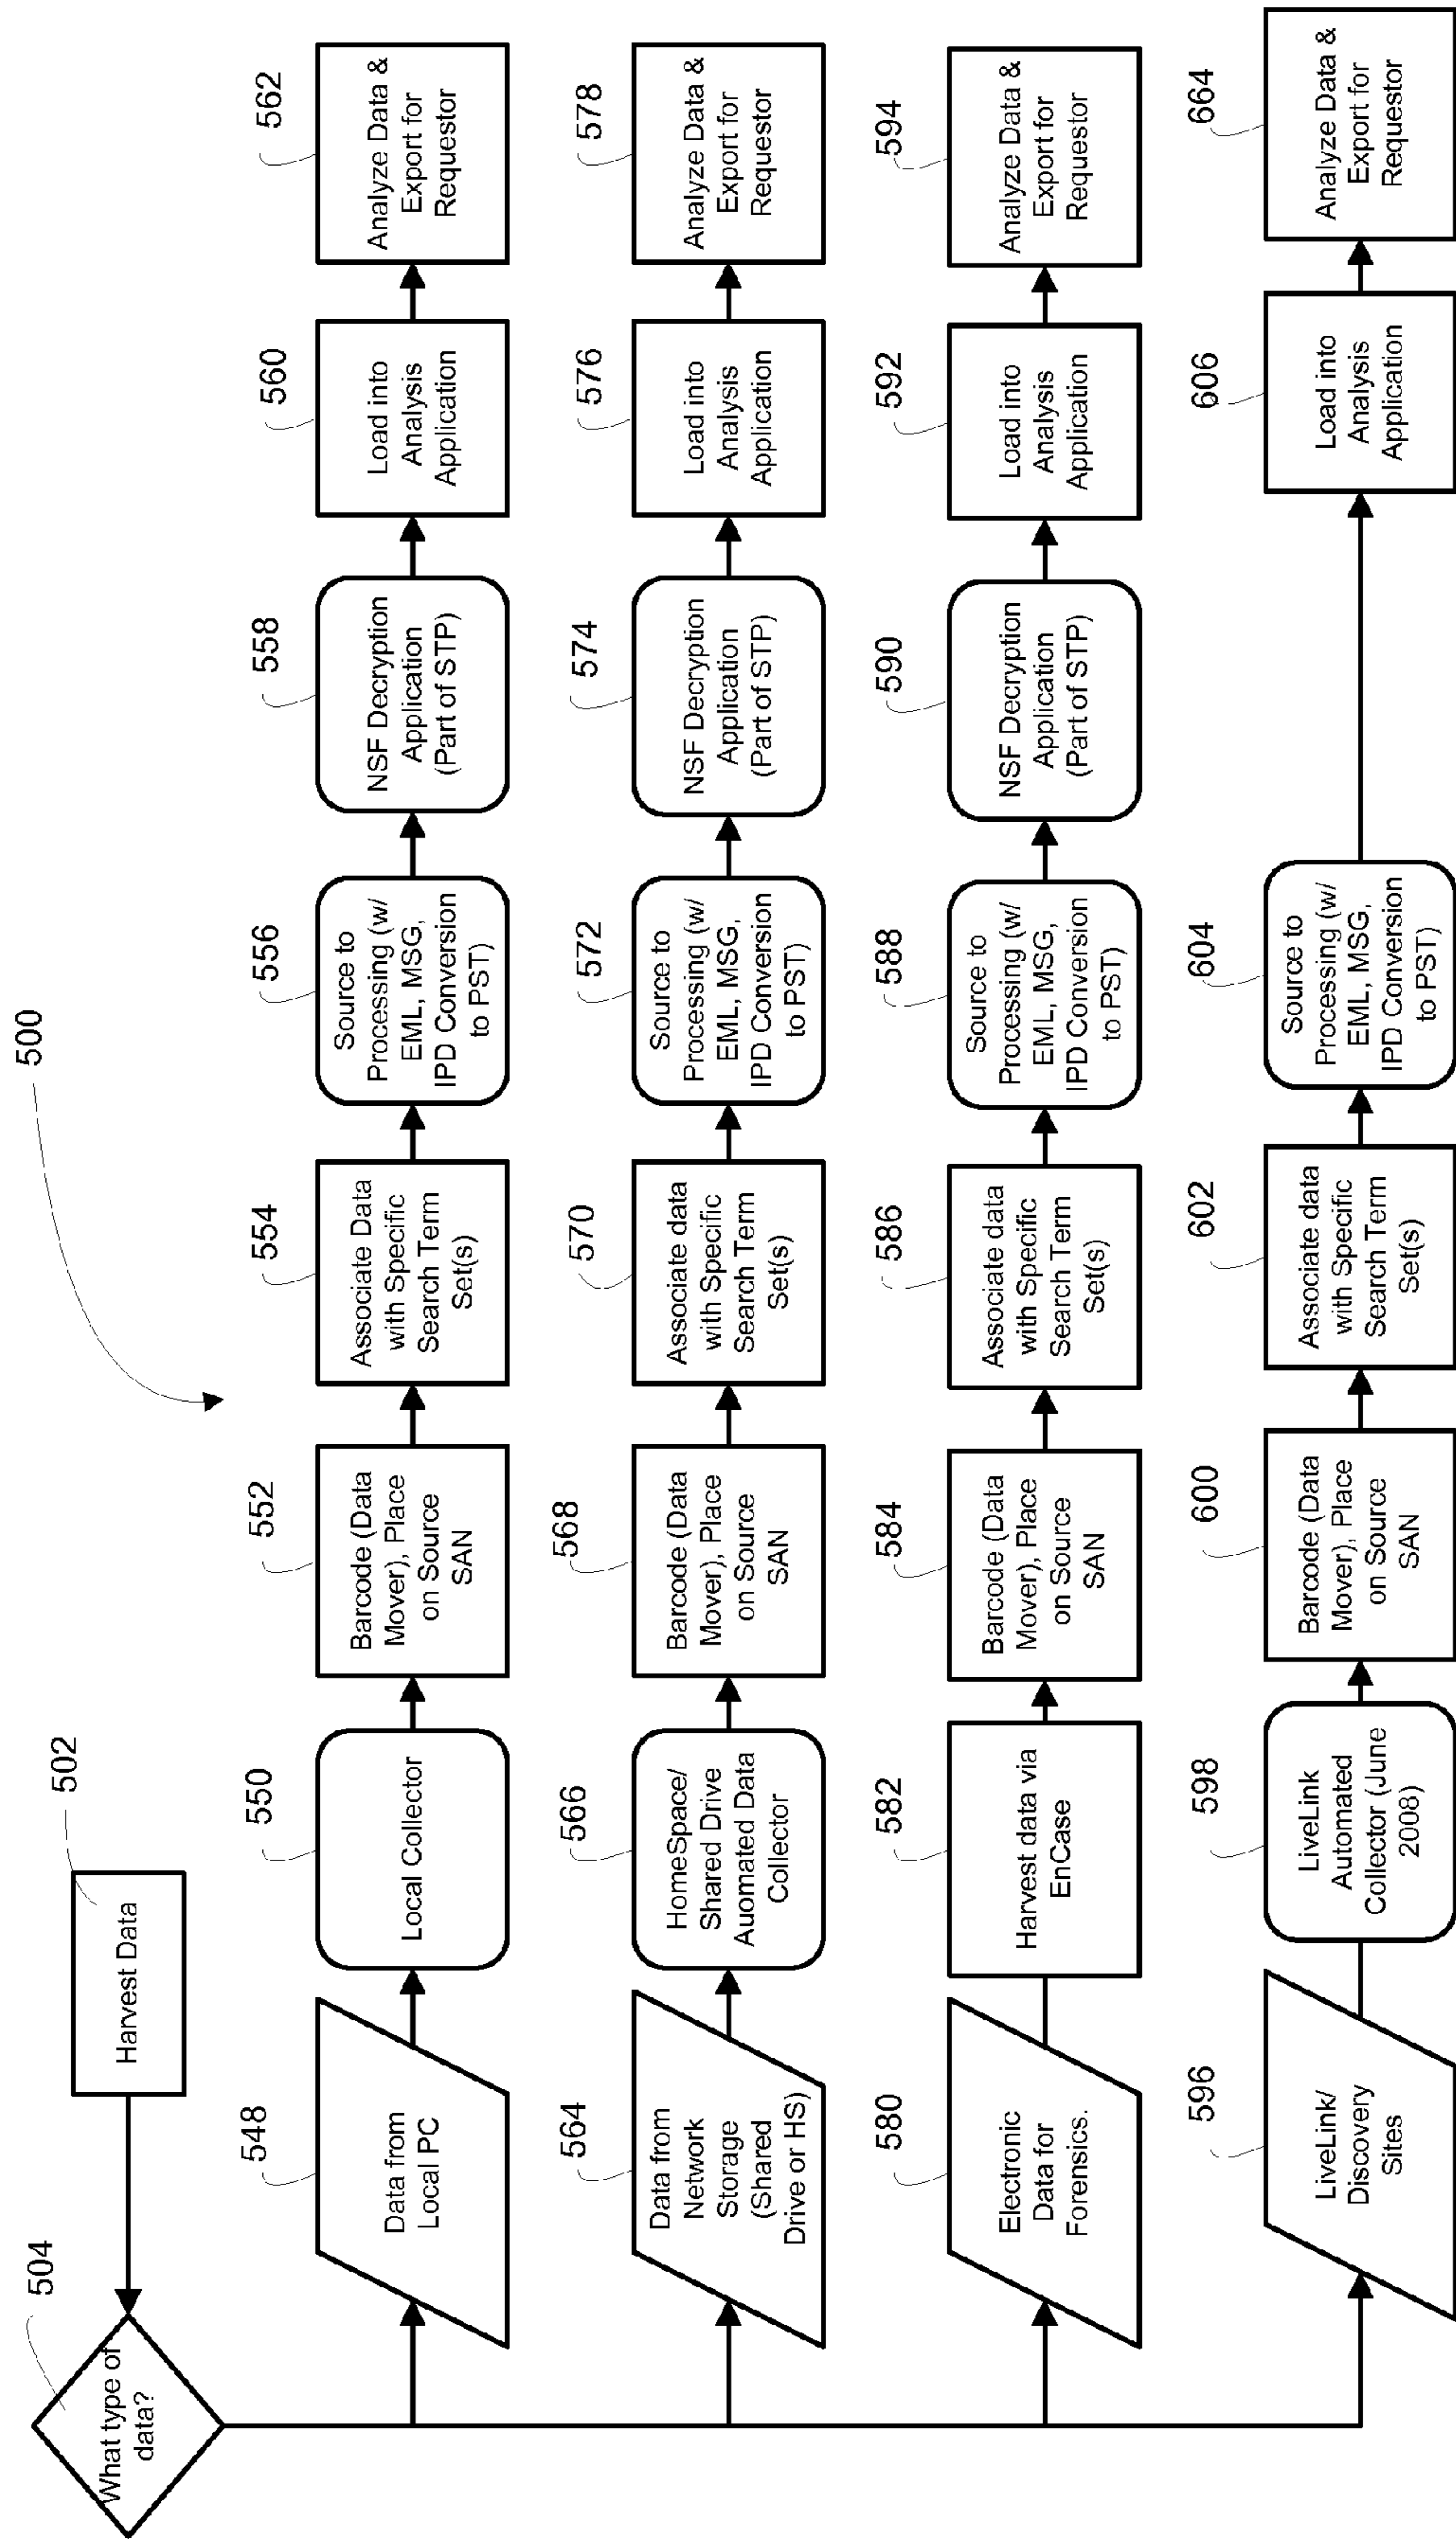 500
502
Harvest Data
504
What type of
data?
548
Data from
Local PC
550
Local Collector
552
Barcode (Data
Mover), Place
on Source
SAN
554
Associate Data
with Specific
Search Term
Set(s)
556
Source to
Processing (w/
EML, MSG,
IPD Conversion
to PST)
558
NSF Decryption
Application
(Part of STP)
560
Load into
Analysis
Application
562
Analyze Data &
Export for
Requestor
564
Data from
Network
Storage
(Shared
Drive or HS)
566
HomeSpace/
Shared Drive
Auomated Data
Collector
568
Barcode (Data
Mover), Place
on Source
SAN
570
Associate data
with Specific
Search Term
Set(s)
572
Source to
Processing (w/
EML, MSG,
IPD Conversion
to PST)
574
NSF Decryption
Application
(Part of STP)
576
Load into
Analysis
Application
578
Analyze Data &
Export for
Requestor
580
Electronic
Data for
Forensics.
582
Harvest data via
EnCase
584
Barcode (Data
Mover), Place
on Source
SAN
586
Associate data
with Specific
Search Term
Set(s)
588
Source to
Processing (w/
EML, MSG,
IPD Conversion
to PST)
590
NSF Decryption
Application
(Part of STP)
592
Load into
Analysis
Application
594
Analyze Data &
Export for
Requestor
596
LiveLink/
Discovery
Sites
598
LiveLink
Automated
Collector (June
2008)
600
Barcode (Data
Mover), Place
on Source
SAN
602
Associate data
with Specific
Search Term
Set(s)
604
Source to
Processing (w/
EML, MSG,
IPD Conversion
to PST)
606
Load into
Analysis
Application
664
Analyze Data &
Export for
Requestor